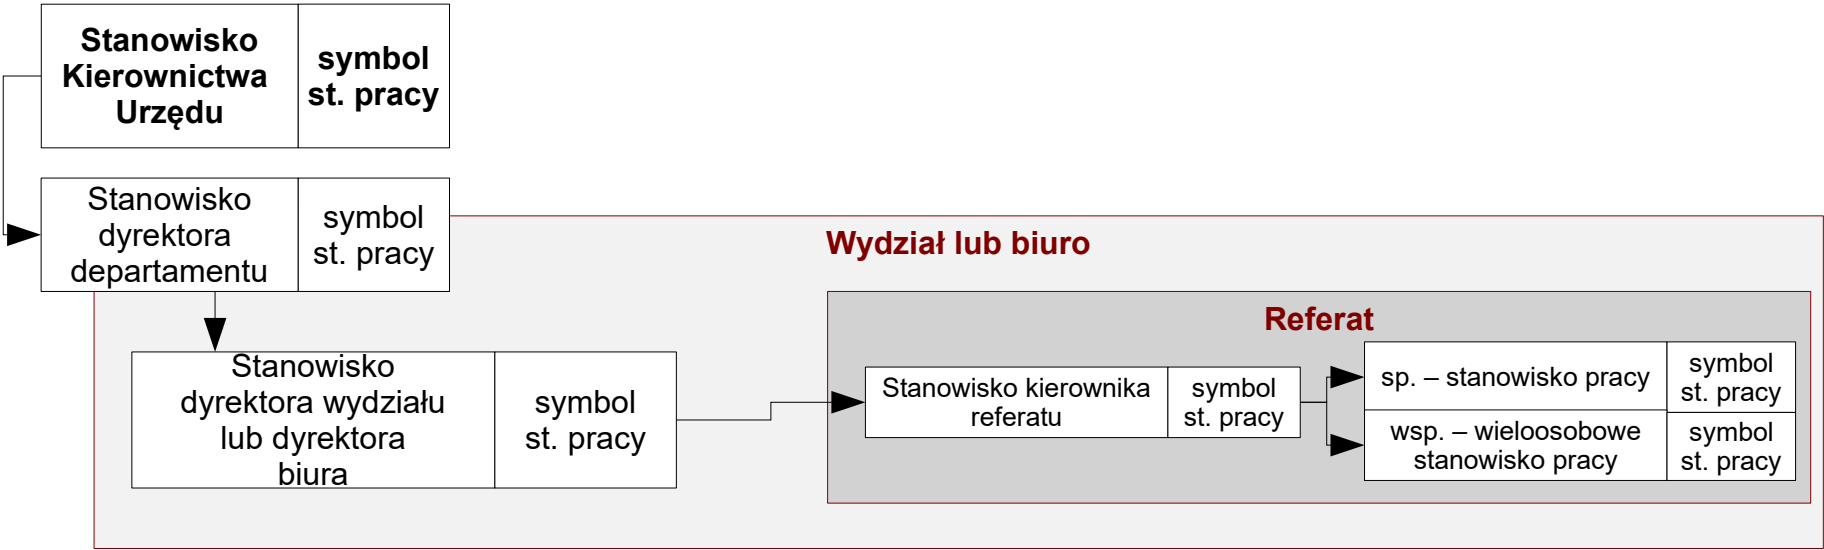 Stanowisko
Kierownictwa
Urzędu
symbol
st. pracy
Stanowisko
dyrektora
departamentu
symbol
st. pracy
Wydział lub biuro
Referat
Stanowisko
dyrektora wydziału
lub dyrektora
biura
symbol
st. pracy
Stanowisko kierownika
referatu
symbol
st. pracy
sp. – stanowisko pracy
symbol
st. pracy
wsp. – wieloosobowe
stanowisko pracy
symbol
st. pracy